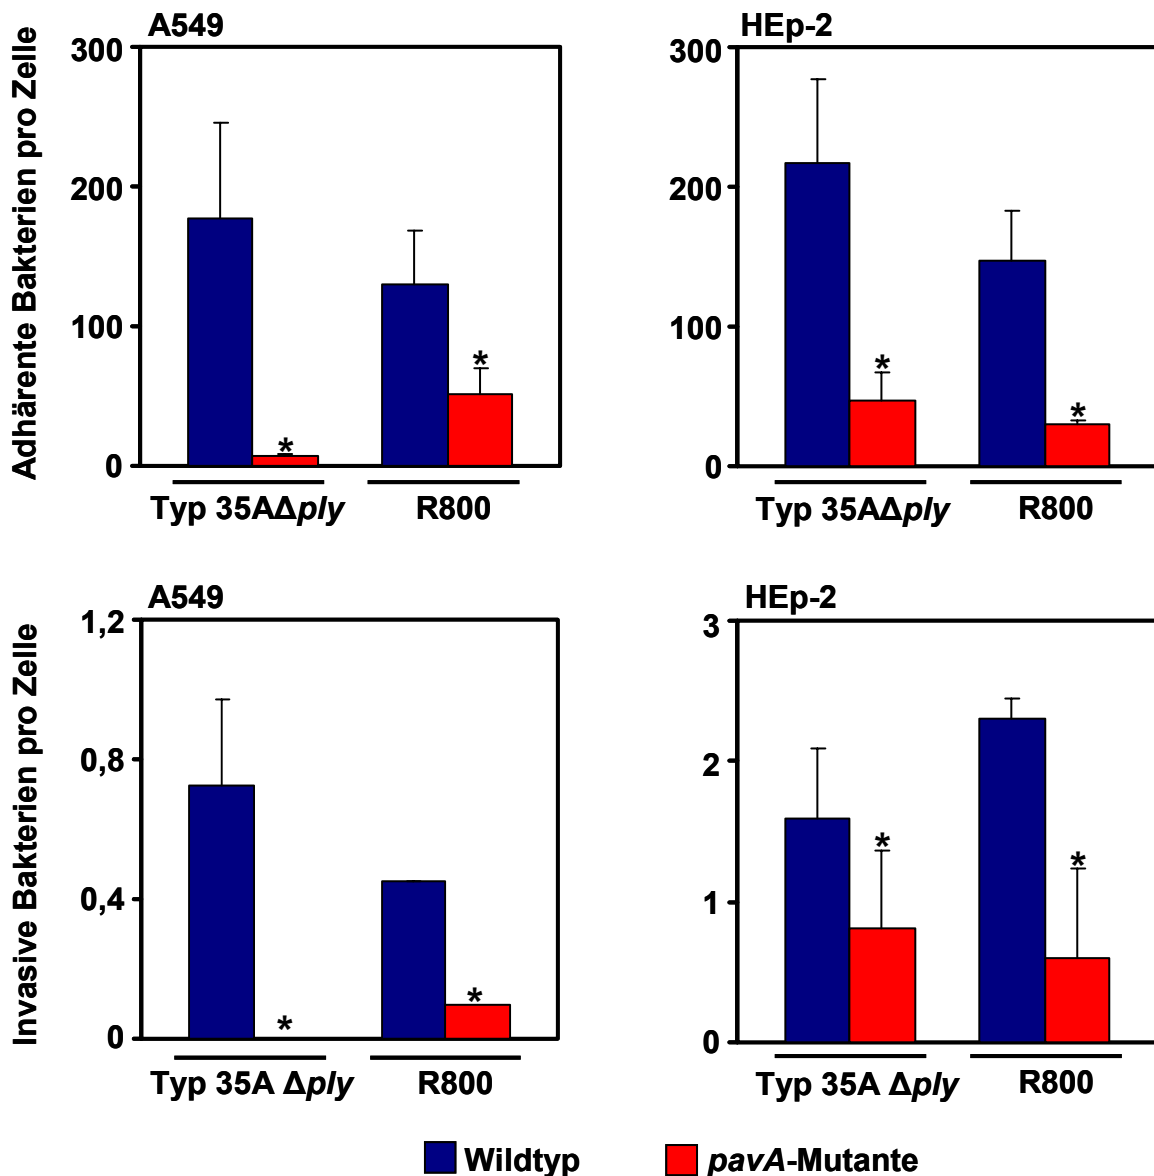 A549
Adhärente Bakterien pro Zelle
300
200
100
0
*
*
Typ 35AΔply
R800
HEp-2
300
200
100
0
*
*
Typ 35AΔply
R800
A549
Invasive Bakterien pro Zelle
1,2
0,8
0,4
0
*
*
Typ 35A Δply
R800
HEp-2
3
2
1
0
*
*
Typ 35A Δply
R800
Wildtyp
pavA-Mutante